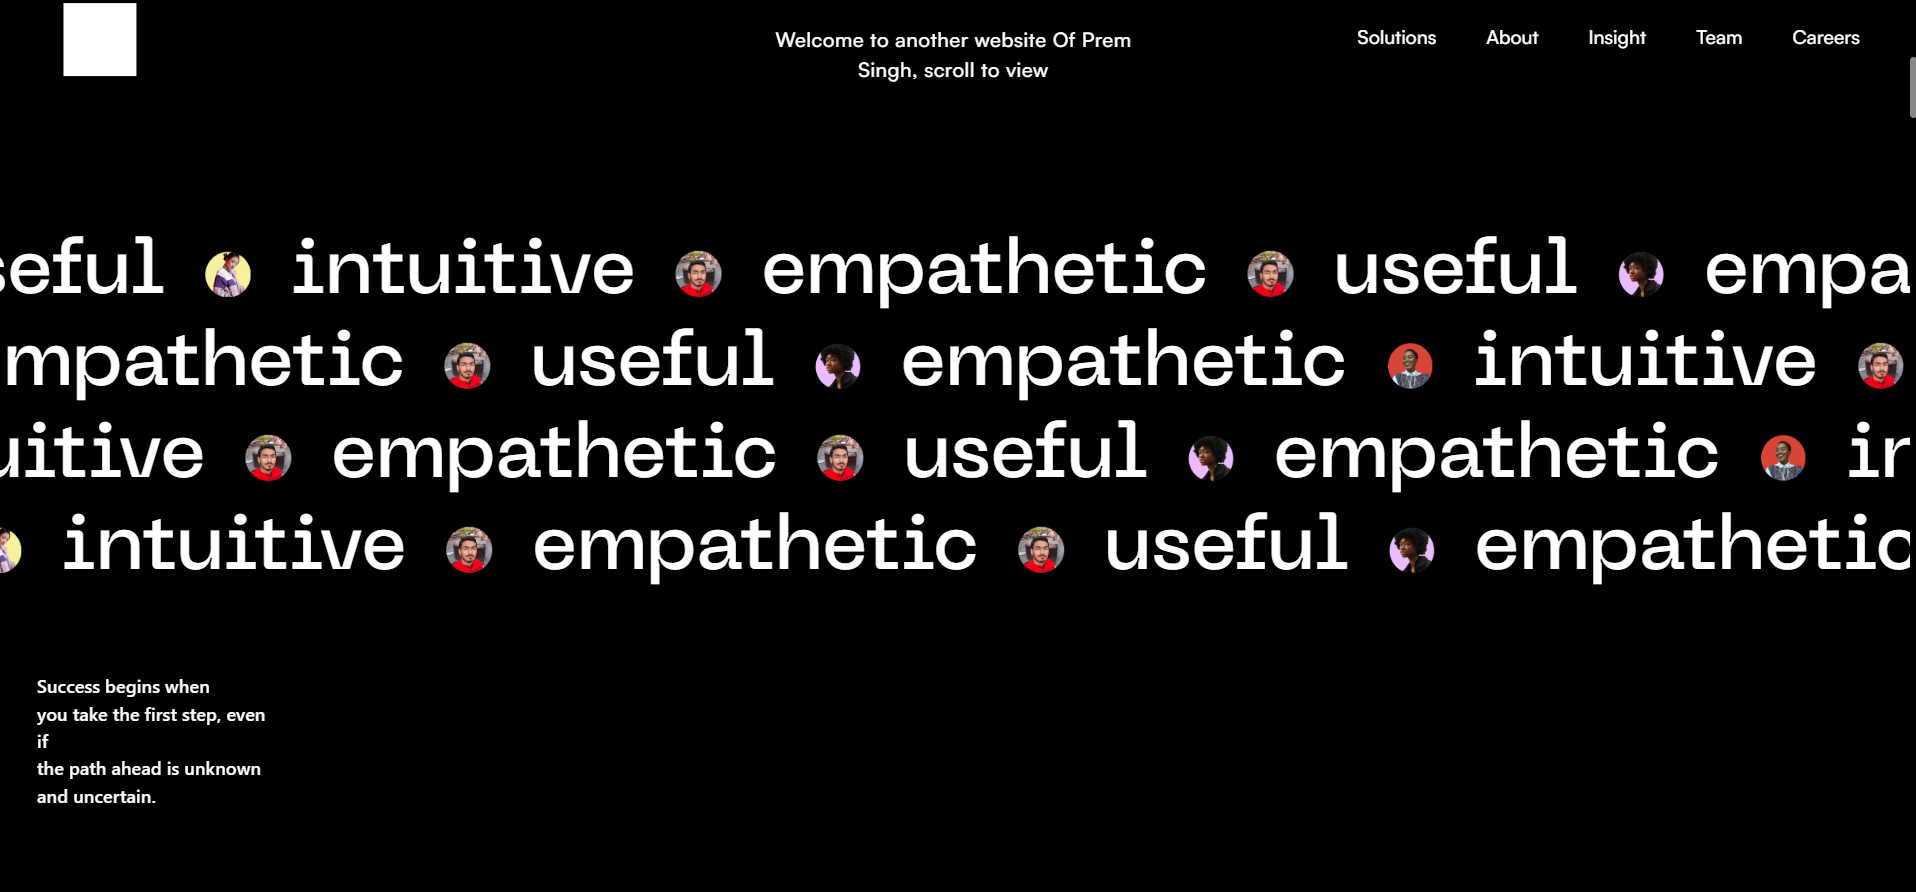 Welcome to another website Of Prem
Singh, scroll to view
Solutions About Insight Team Careers
seful intuitive empathetic useful empa
mpathetic useful empathetic intuitive
uitive empathetic useful empathetic in
intuitive empathetic useful empathetic
Success begins when
you take the first step, even
if
the path ahead is unknown
and uncertain.